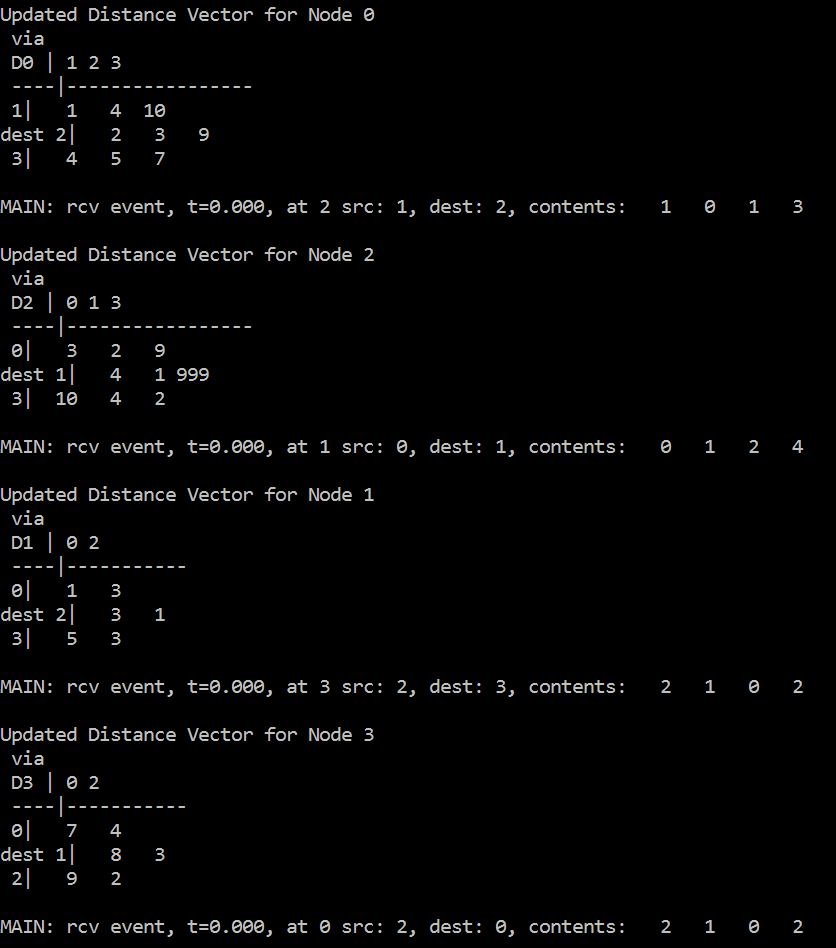 Updated Distance Vector for Node 0
 via
 D0 | 1 2 3
 ----|-----------------
 1|   1   4  10
dest 2|   2   3   9
 3|   4   5   7

MAIN: rcv event, t=0.000, at 2 src: 1, dest: 2, contents:   1   0   1   3

Updated Distance Vector for Node 2
 via
 D2 | 0 1 3
 ----|-----------------
 0|   3   2   9
dest 1|   4   1 999
 3|  10   4   2

MAIN: rcv event, t=0.000, at 1 src: 0, dest: 1, contents:   0   1   2   4

Updated Distance Vector for Node 1
 via
 D1 | 0 2
 ----|-----------
 0|   1   3
dest 2|   3   1
 3|   5   3

MAIN: rcv event, t=0.000, at 3 src: 2, dest: 3, contents:   2   1   0   2

Updated Distance Vector for Node 3
 via
 D3 | 0 2
 ----|-----------
 0|   7   4
dest 1|   8   3
 2|   9   2

MAIN: rcv event, t=0.000, at 0 src: 2, dest: 0, contents:   2   1   0   2